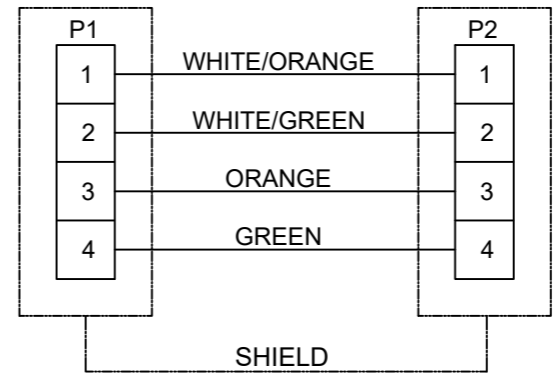 P1 P2
1 WHITE/ORANGE 1
2 WHITE/GREEN 2
3 ORANGE 3
4 GREEN 4
SHIELD